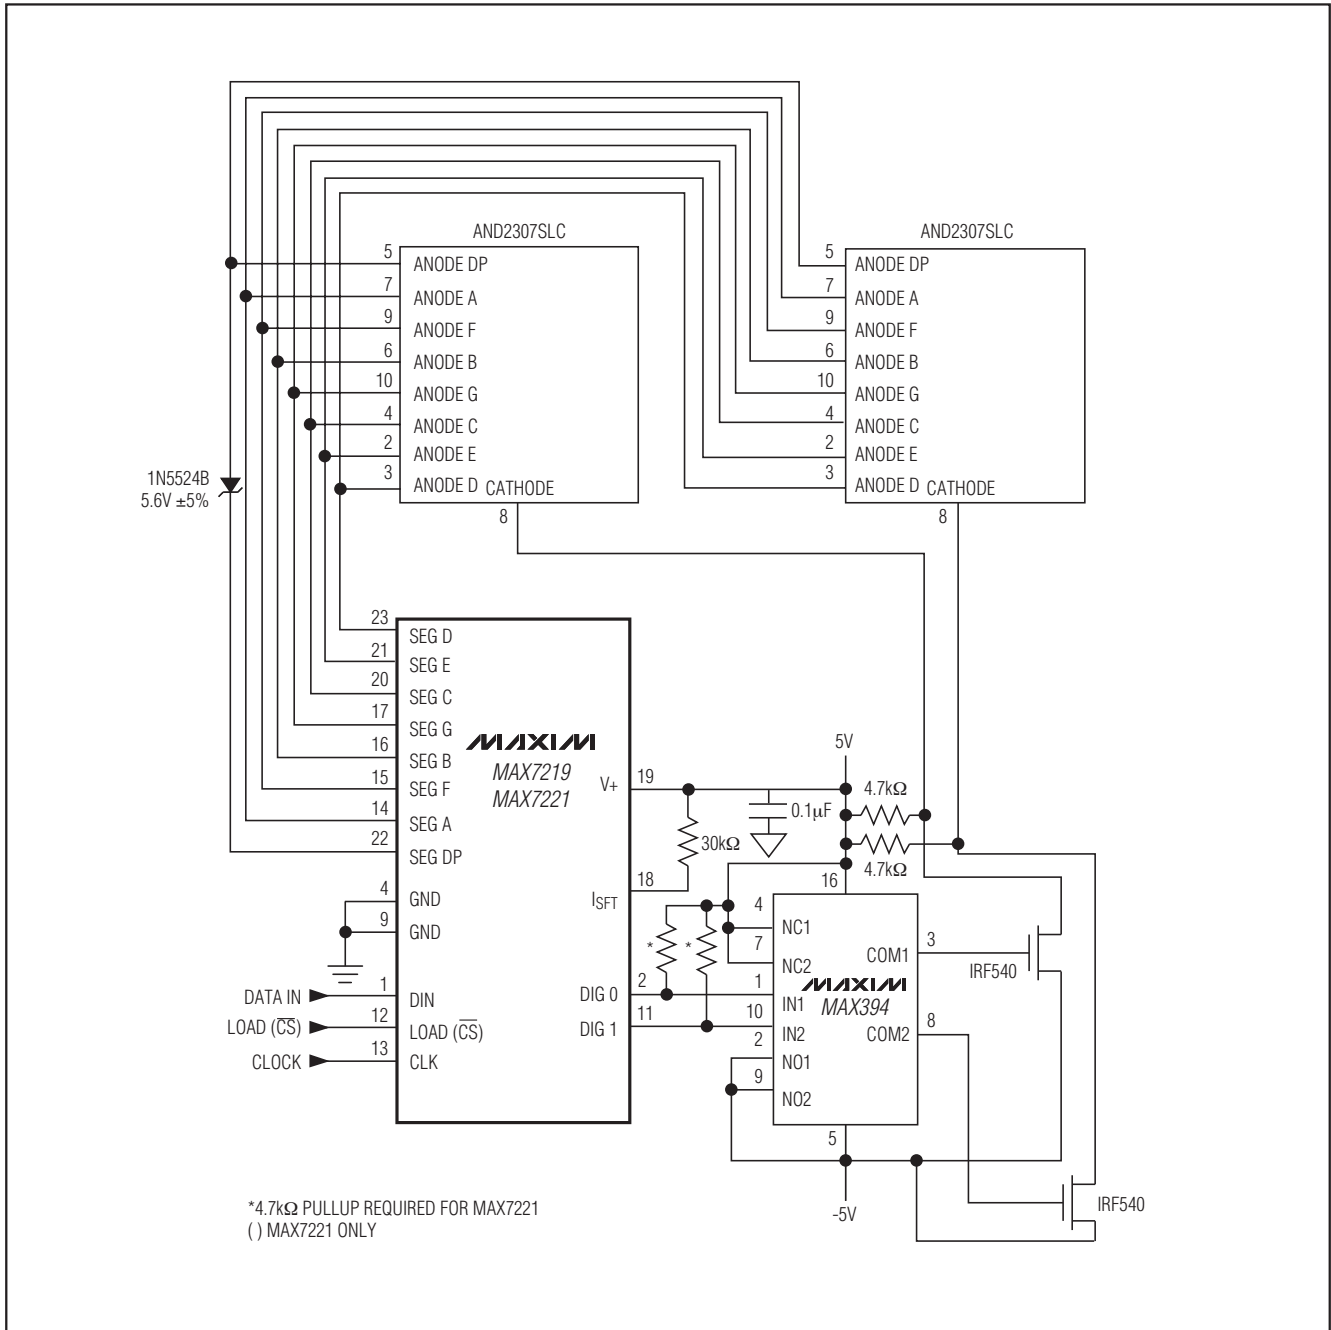 AND2307SLC
5 ANODE DP
7 ANODE A
9 ANODE F
6 ANODE B
10 ANODE G
4 ANODE C
2 ANODE E
3 ANODE D CATHODE
8
AND2307SLC
5 ANODE DP
7 ANODE A
9 ANODE F
6 ANODE B
10 ANODE G
4 ANODE C
2 ANODE E
3 ANODE D CATHODE
8
1N5524B
5.6V ±5%
23 SEG D
21 SEG E
20 SEG C
17 SEG G
16 SEG B
15 SEG F
14 SEG A
22 SEG DP
4 GND
9 GND
DATA IN 1 DIN
LOAD (C̅S̅) 12 LOAD (C̅S̅)
CLOCK 13 CLK
MAXIM
MAX7219
MAX7221
V+ 19
ISFT 18
DIG 0 2
DIG 1 11
30kΩ
0.1µF
5V
4.7kΩ
4.7kΩ
* *
16
4 NC1
7 NC2
1 IN1
10 IN2
2 NO1
9 NO2
MAXIM
MAX394
COM1 3
COM2 8
5
-5V
IRF540
IRF540
*4.7kΩ PULLUP REQUIRED FOR MAX7221
( ) MAX7221 ONLY